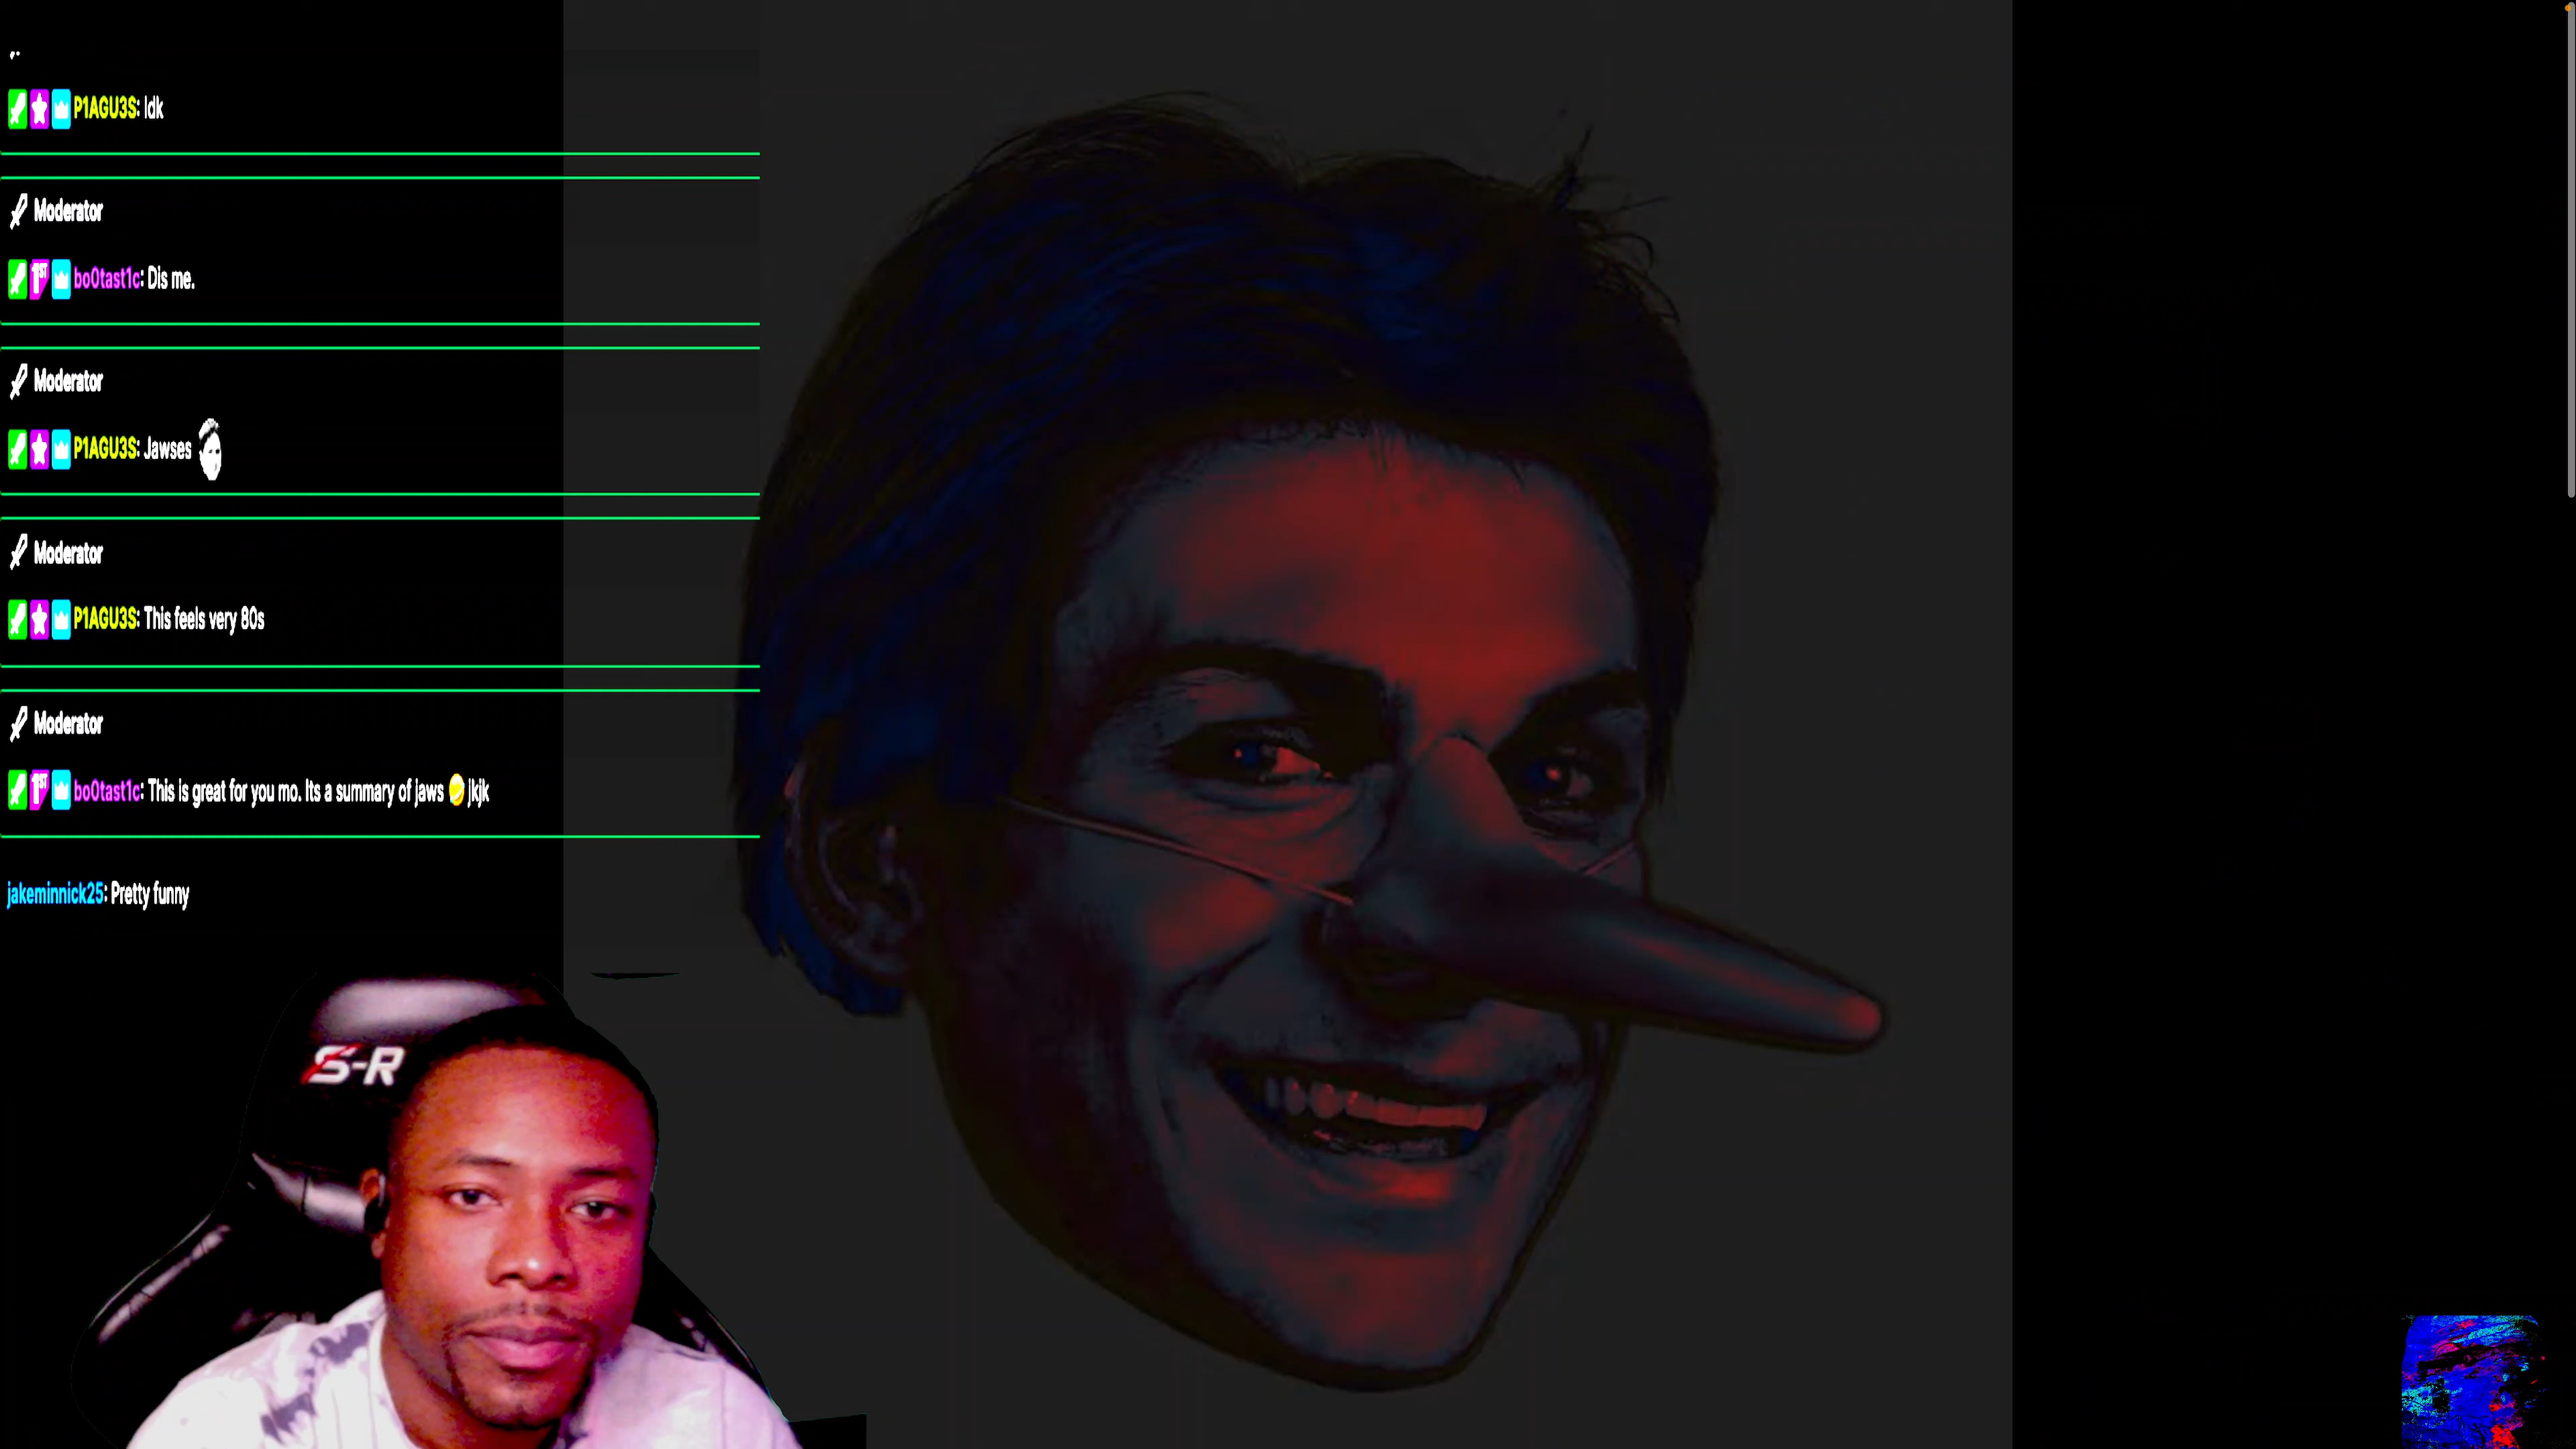 P1AGU3S: Idk
Moderator
bo0tast1c: Dis me.
Moderator
P1AGU3S: Jawses
Moderator
P1AGU3S: This feels very 80s
Moderator
bo0tast1c: This is great for you mo. Its a summary of jaws jkjk
jakeminnick25: Pretty funny
S-R